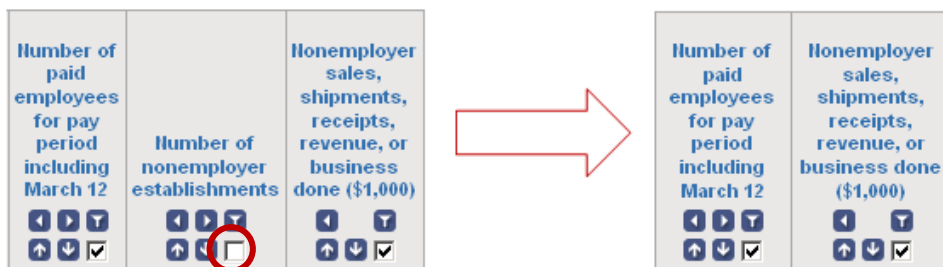 Number of
paid
employees
for pay
period
including
March 12
Number of
nonemployer
establishments
Nonemployer
sales,
shipments,
receipts,
revenue, or
business
done ($1,000)
Number of
paid
employees
for pay
period
including
March 12
Nonemployer
sales,
shipments,
receipts,
revenue, or
business done
($1,000)